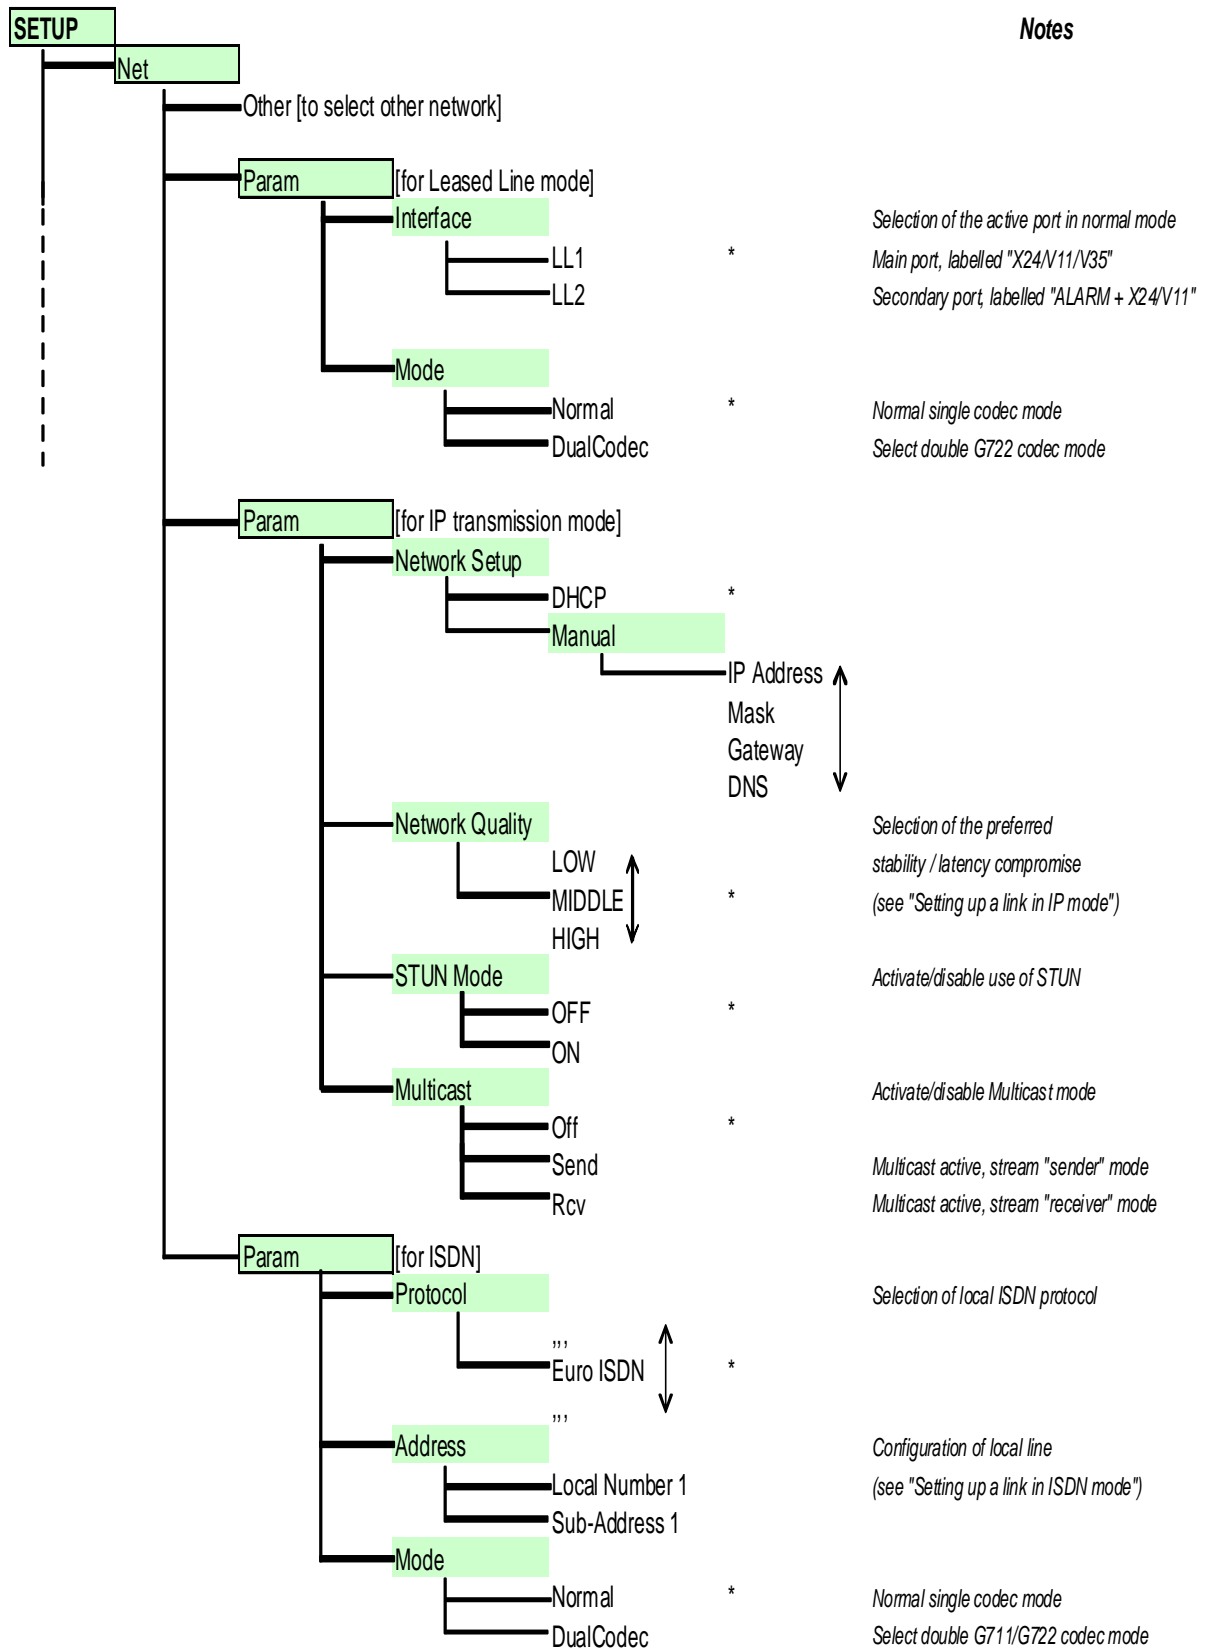 SETUP Notes
Net
Other [to select other network]
Param [for Leased Line mode]
Interface Selection of the active port in normal mode
LL1 * Main port, labelled "X24/V11/V35"
LL2 Secondary port, labelled "ALARM + X24/V11"
Mode
Normal * Normal single codec mode
DualCodec Select double G722 codec mode
Param [for IP transmission mode]
Network Setup
DHCP *
Manual
IP Address
Mask
Gateway
DNS
Network Quality Selection of the preferred
LOW stability / latency compromise
MIDDLE * (see "Setting up a link in IP mode")
HIGH
STUN Mode Activate/disable use of STUN
OFF *
ON
Multicast Activate/disable Multicast mode
Off *
Send Multicast active, stream "sender" mode
Rcv Multicast active, stream "receiver" mode
Param [for ISDN]
Protocol Selection of local ISDN protocol
,,,
Euro ISDN *
,,,
Address Configuration of local line
Local Number 1 (see "Setting up a link in ISDN mode")
Sub-Address 1
Mode
Normal * Normal single codec mode
DualCodec Select double G711/G722 codec mode